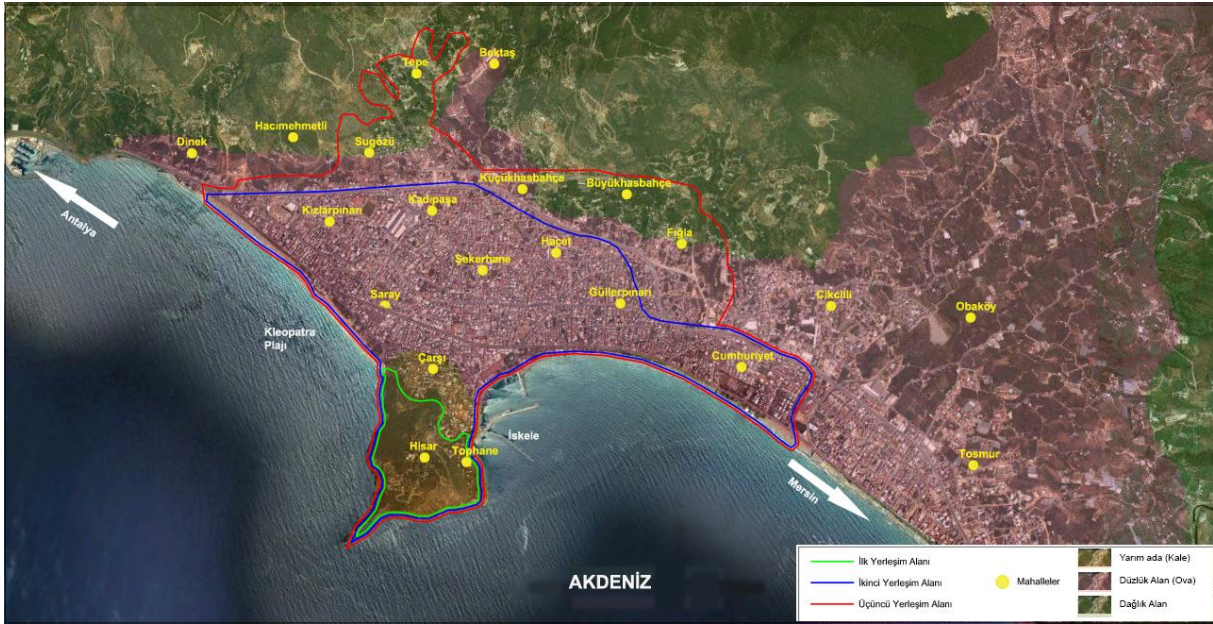 Bektaş
Tepe
Hacımehmetli
Dinek
Sugözü
Küçükhasbahçe
Büyükhasbahçe
Antalya
Kızlarpınarı
Kadıpaşa
Fığla
Hacet
Şekerhane
Saray
Güllerpınarı
Cikcilli
Obaköy
Kleopatra
Plajı
Çarşı
Cumhuriyet
İskele
Hisar
Tophane
Tosmur
Mersin
AKDENİZ
İlk Yerleşim Alanı
İkinci Yerleşim Alanı
Üçüncü Yerleşim Alanı
Mahalleler
Yarım ada (Kale)
Düzlük Alan (Ova)
Dağlık Alan